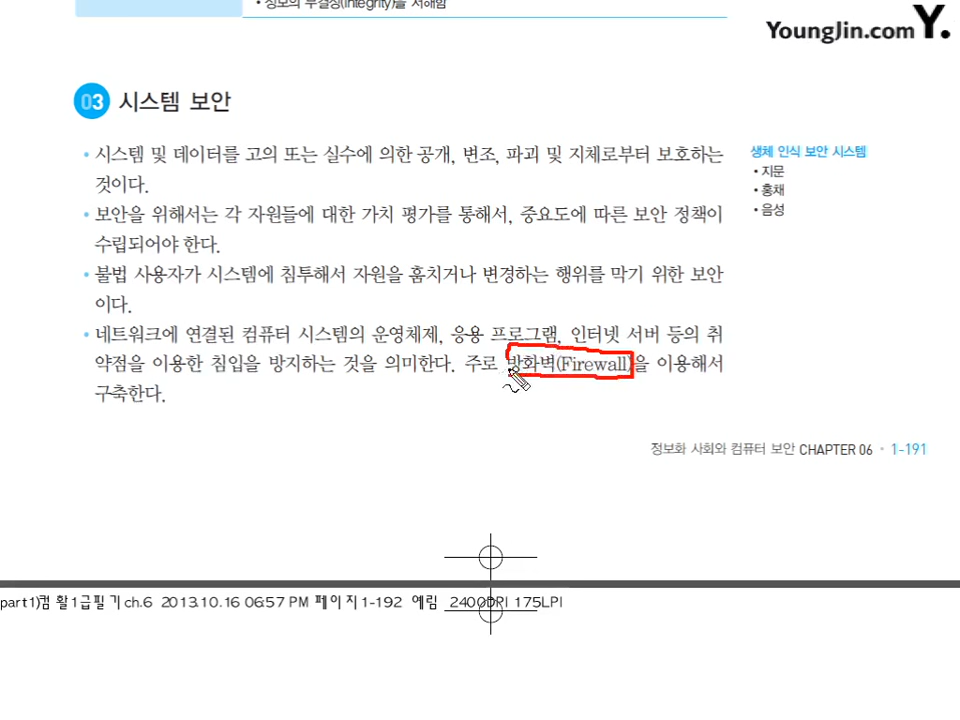 • 정보의 무결성(Integrity)을 저해함
YoungJin.com Y.
03 시스템 보안
• 시스템 및 데이터를 고의 또는 실수에 의한 공개, 변조, 파괴 및 지체로부터 보호하는
것이다.
• 보안을 위해서는 각 자원들에 대한 가치 평가를 통해서, 중요도에 따른 보안 정책이
수립되어야 한다.
• 불법 사용자가 시스템에 침투해서 자원을 훔치거나 변경하는 행위를 막기 위한 보안
이다.
• 네트워크에 연결된 컴퓨터 시스템의 운영체제, 응용 프로그램, 인터넷 서버 등의 취
약점을 이용한 침입을 방지하는 것을 의미한다. 주로 방화벽(Firewall)을 이용해서
구축한다.
생체 인식 보안 시스템
• 지문
• 홍채
• 음성
정보화 사회와 컴퓨터 보안 CHAPTER 06 • 1-191
part1)컴활1급필기ch.6 2013.10.16 06:57 PM 페이지1-192 예림 2400DPI 175LPI